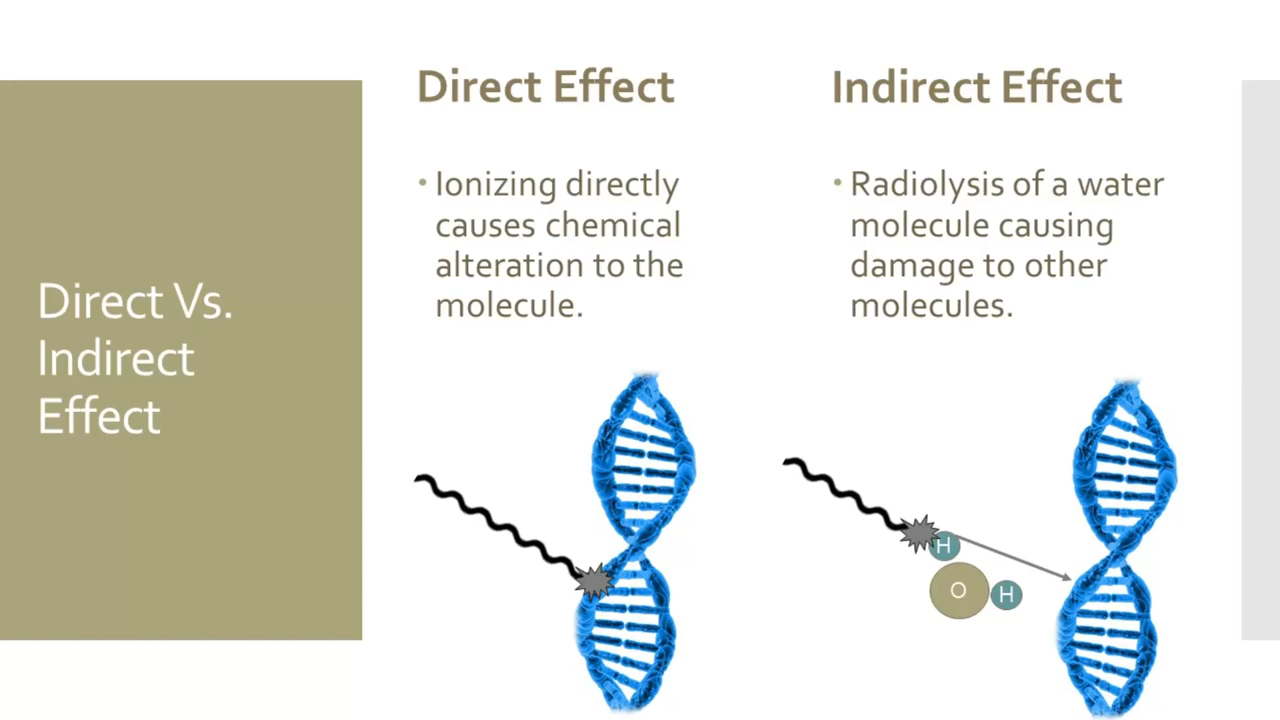 Direct Vs.
Indirect
Effect
Direct Effect
• Ionizing directly
causes chemical
alteration to the
molecule.
Indirect Effect
• Radiolysis of a water
molecule causing
damage to other
molecules.
H
O
H